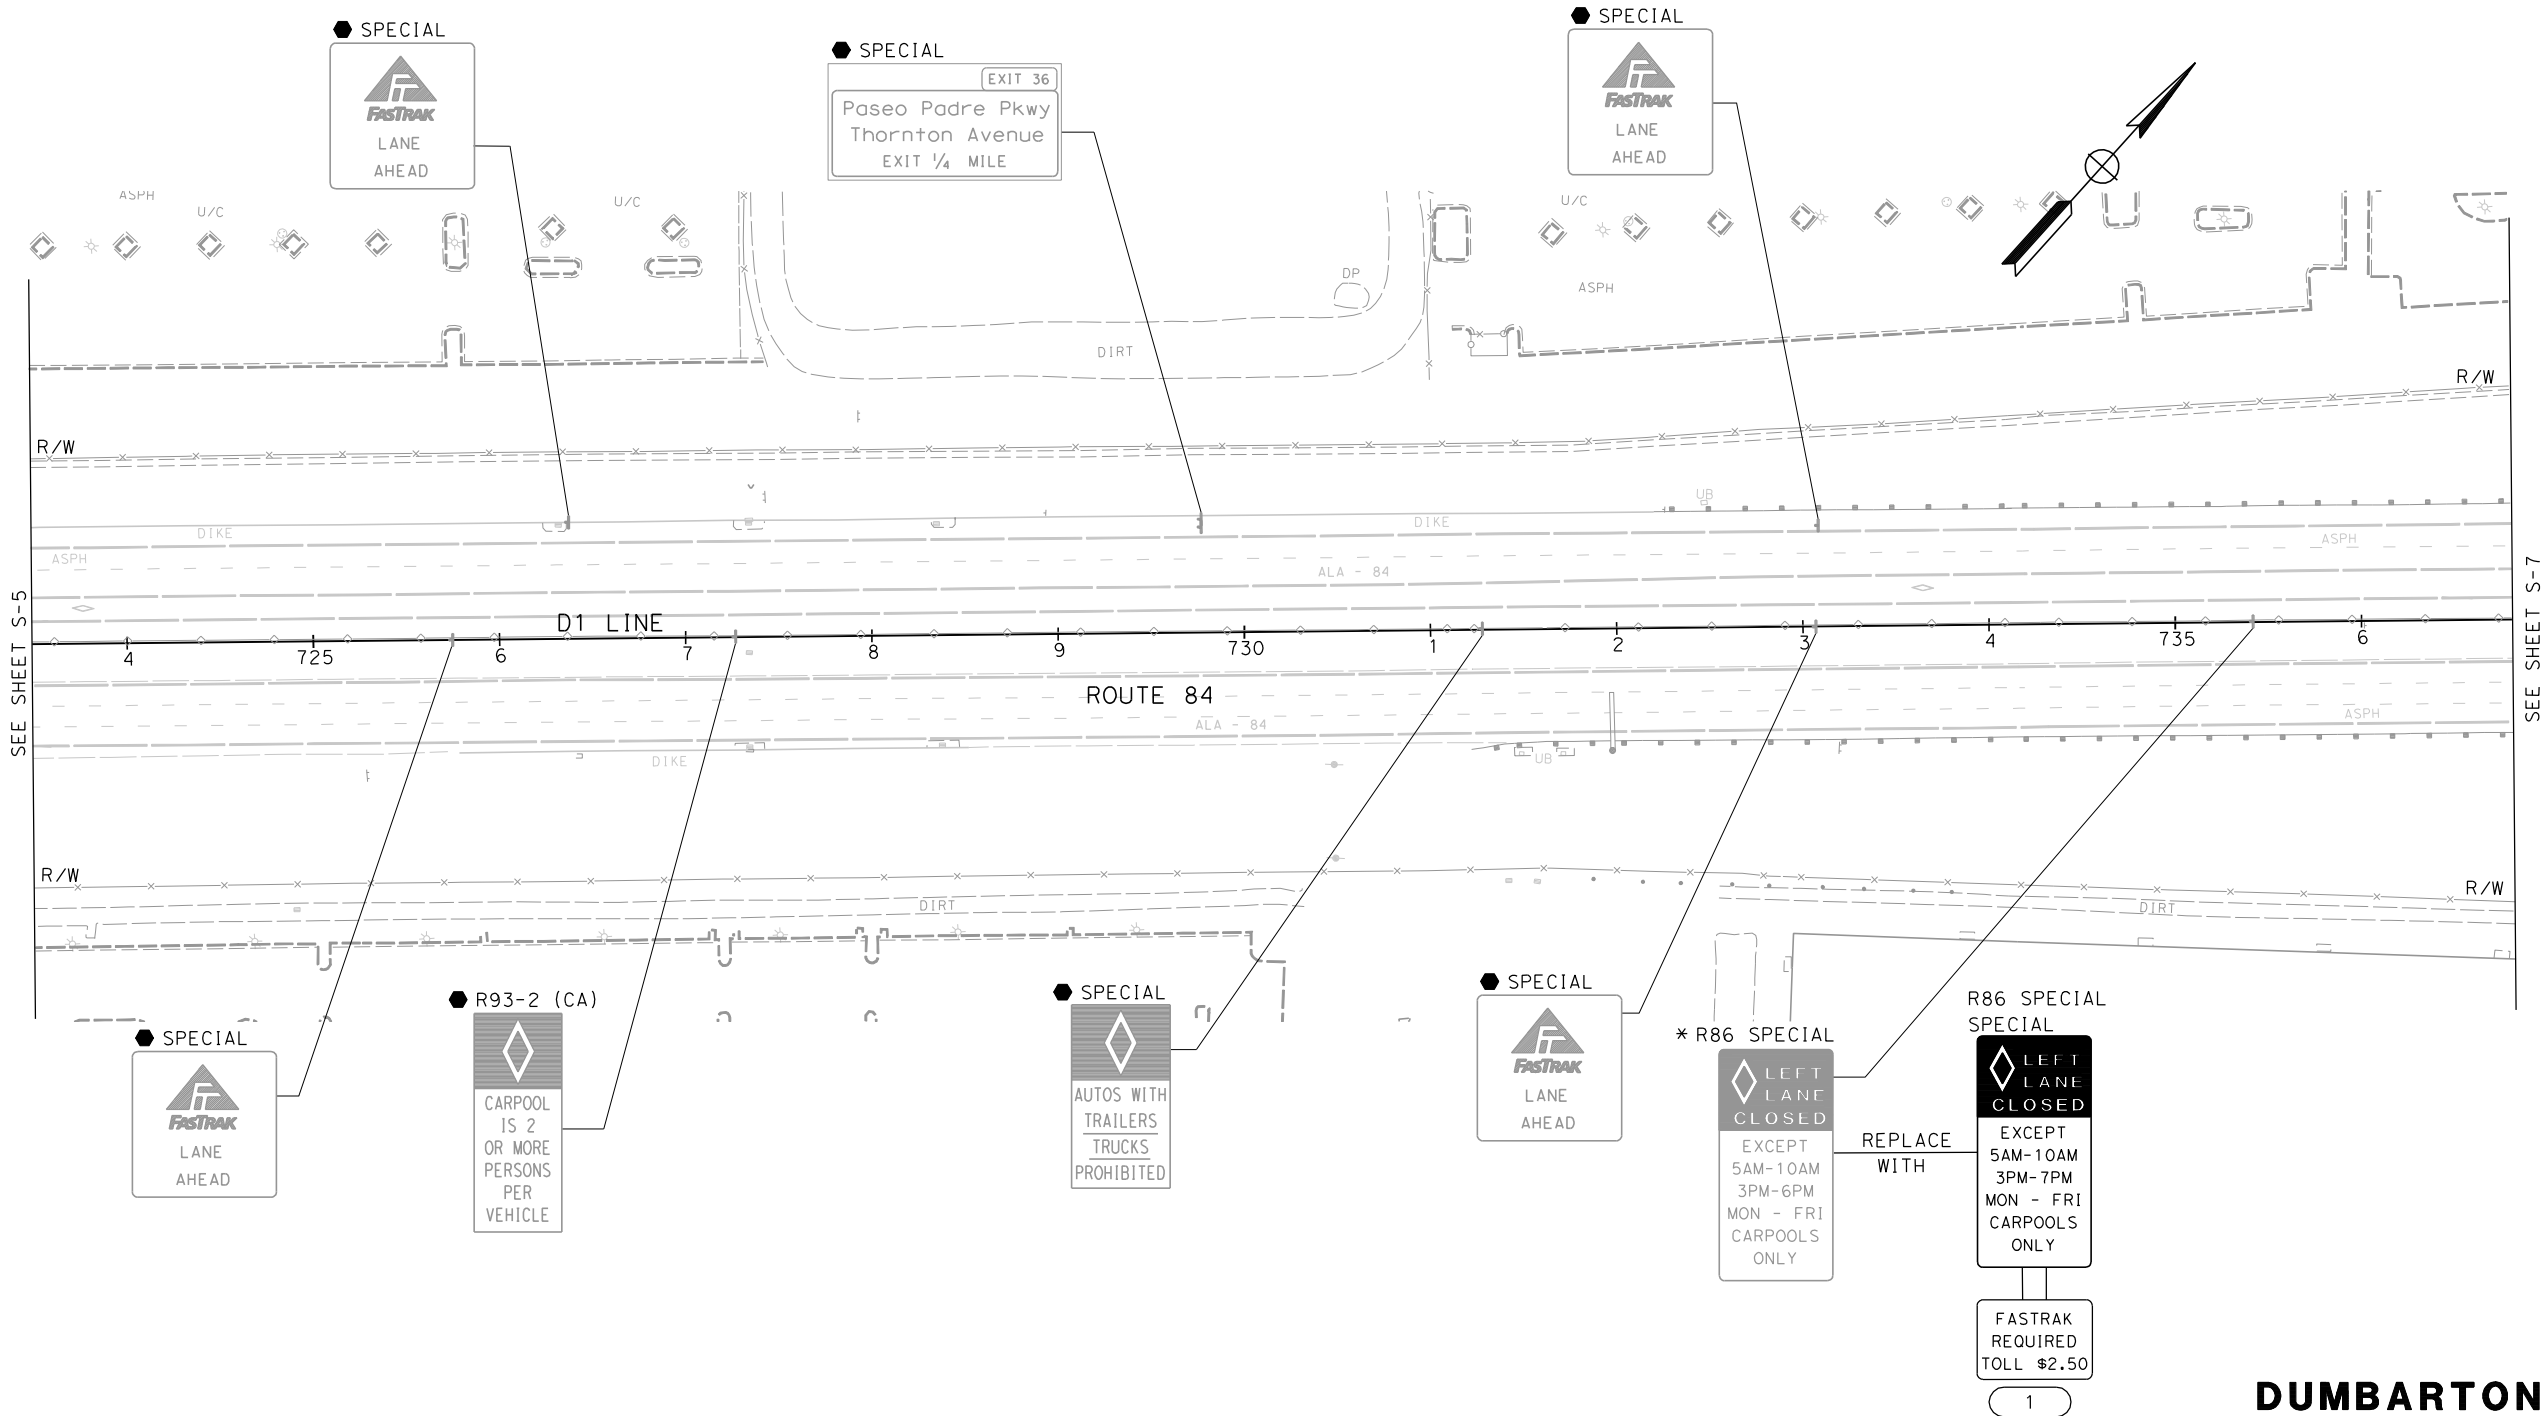 SPECIAL
FASTRAK
LANE
AHEAD
SPECIAL
EXIT 36
Paseo Padre Pkwy
Thornton Avenue
EXIT 1/4 MILE
SPECIAL
FASTRAK
LANE
AHEAD
ASPH
U/C
U/C
U/C
DP
ASPH
DIRT
R/W
R/W
UB
DIKE
DIKE
ASPH
ASPH
ALA - 84
SEE SHEET S-5
SEE SHEET S-7
D1 LINE
4
725
6
7
8
9
730
1
2
3
4
735
6
ROUTE 84
ALA - 84
ASPH
DIKE
UB
R/W
R/W
DIRT
DIRT
SPECIAL
FASTRAK
LANE
AHEAD
R93-2 (CA)
CARPOOL
IS 2
OR MORE
PERSONS
PER
VEHICLE
SPECIAL
AUTOS WITH
TRAILERS
TRUCKS
PROHIBITED
SPECIAL
FASTRAK
LANE
AHEAD
* R86 SPECIAL
LEFT
LANE
CLOSED
EXCEPT
5AM-10AM
3PM-6PM
MON - FRI
CARPOOLS
ONLY
REPLACE
WITH
R86 SPECIAL
SPECIAL
LEFT
LANE
CLOSED
EXCEPT
5AM-10AM
3PM-7PM
MON - FRI
CARPOOLS
ONLY
FASTRAK
REQUIRED
TOLL $2.50
1
DUMBARTON